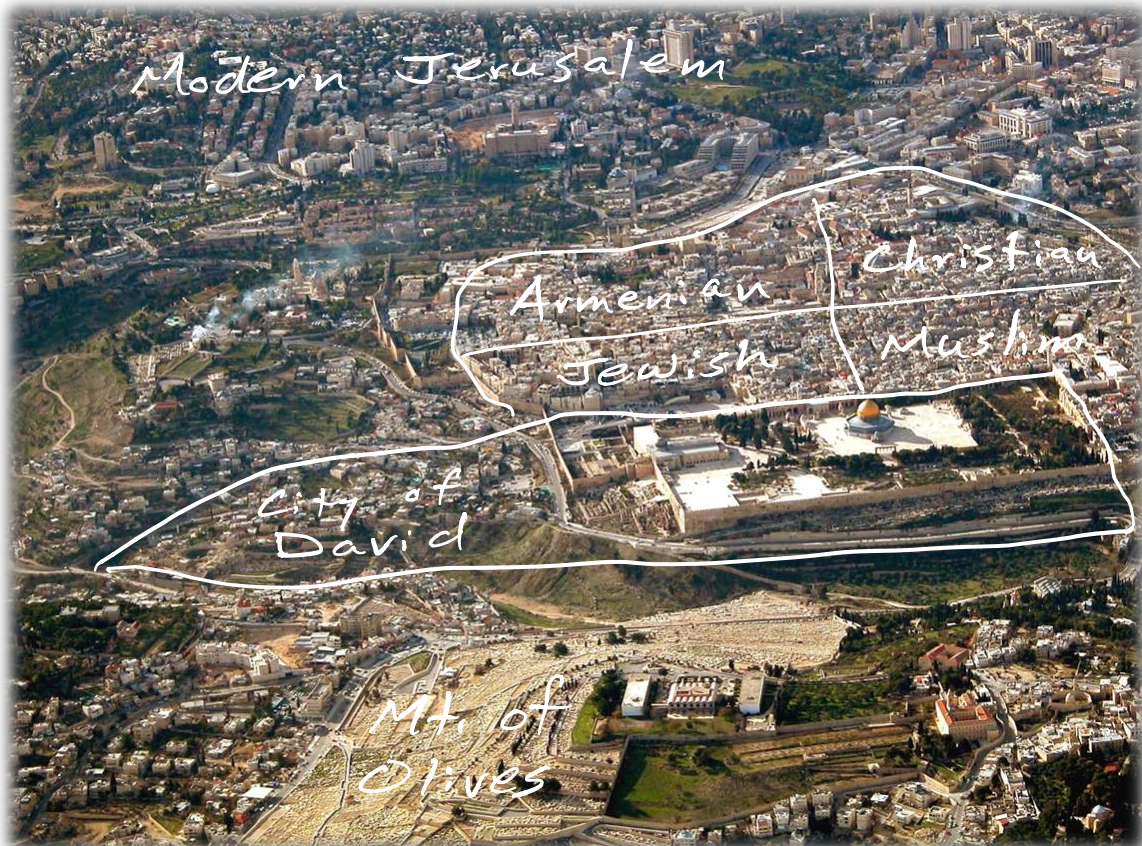 Modern Jerusalem
Christian
Armenian
Muslim
Jewish
City of
David
Mt. of
Olives